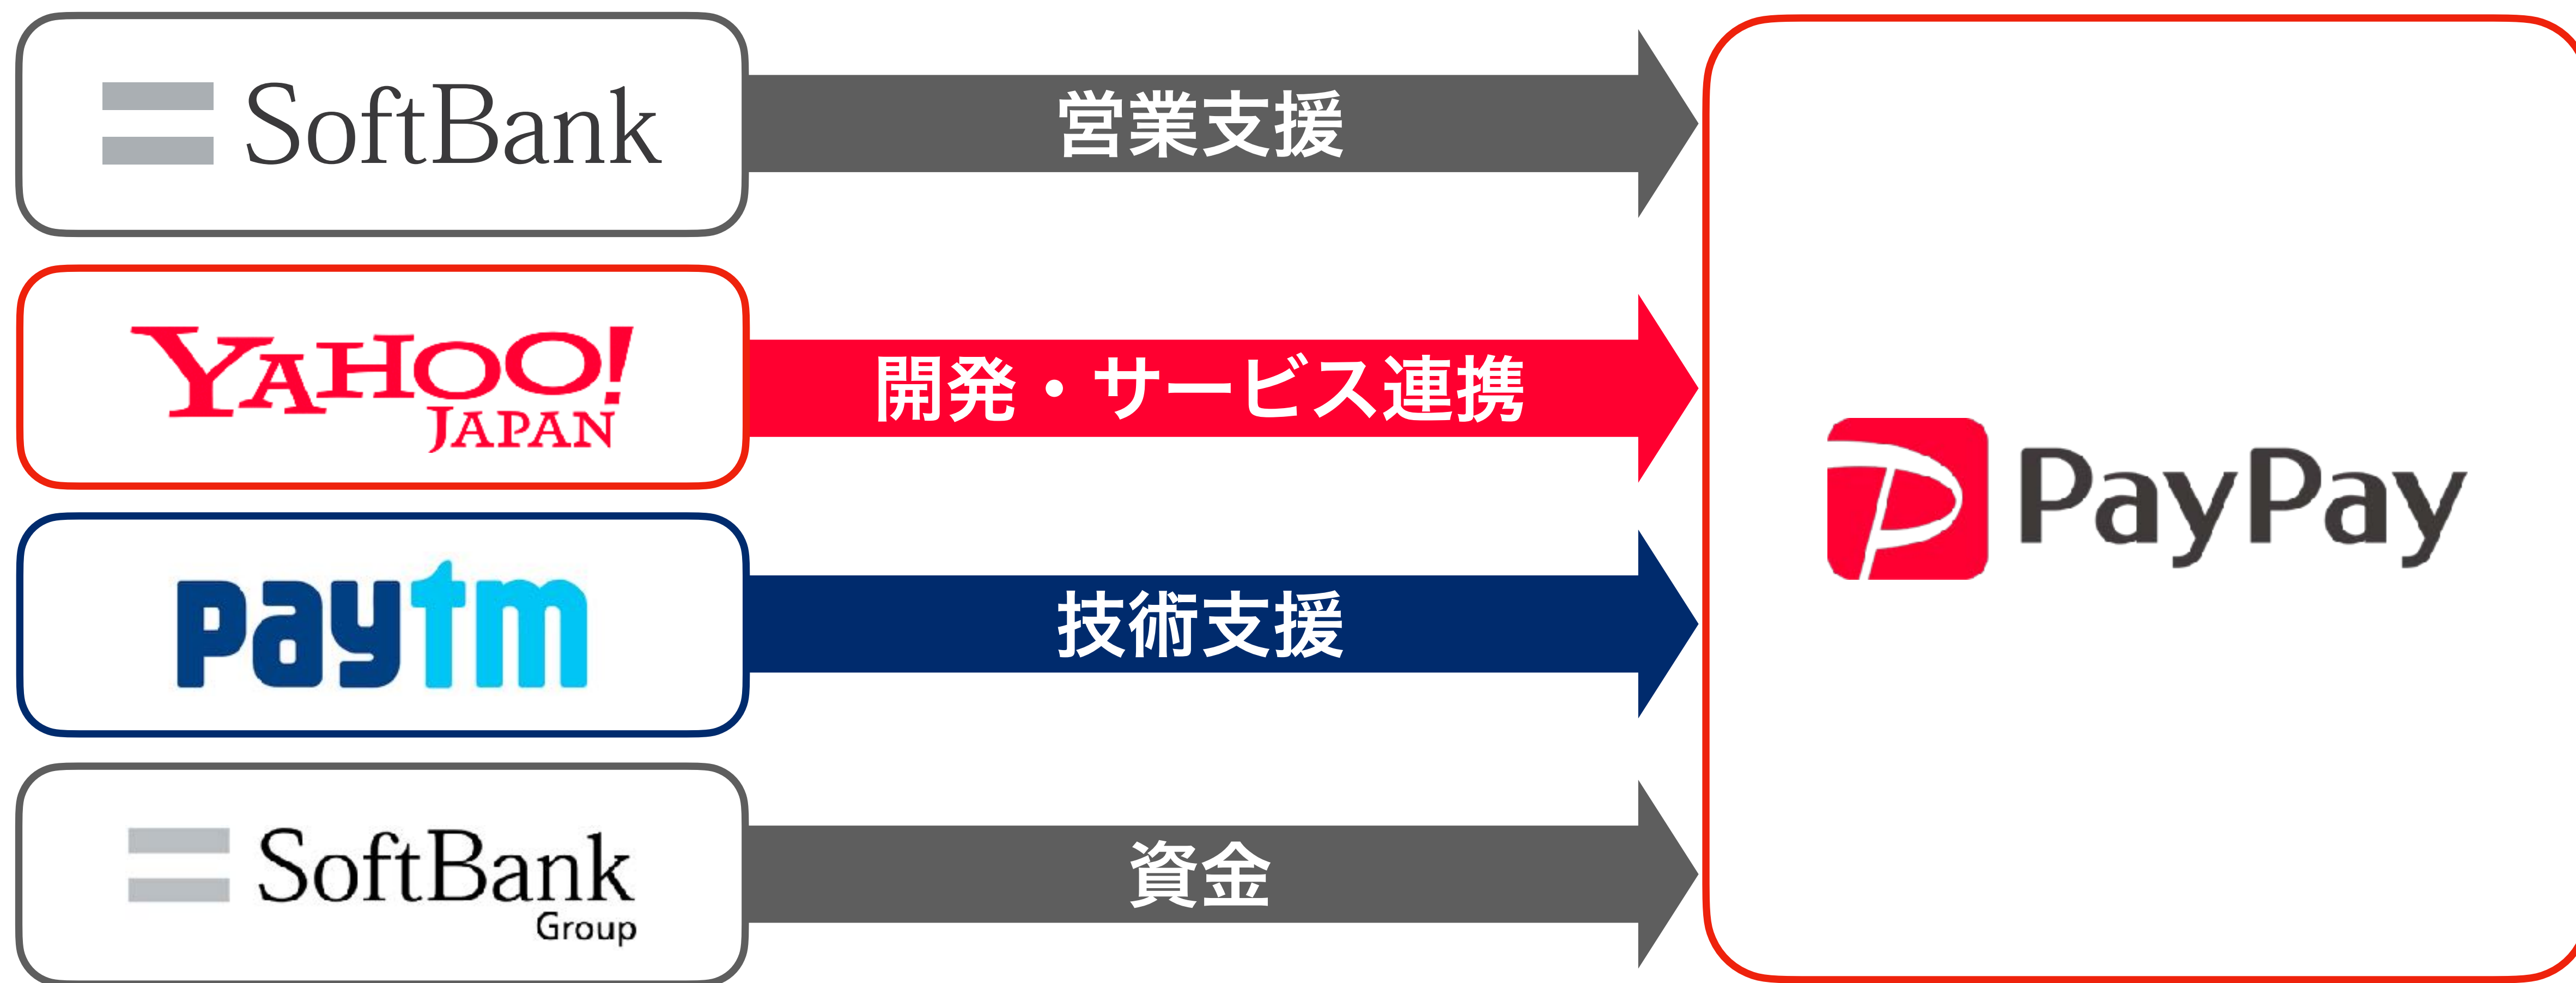 SoftBank
営業支援
YAHOO!
JAPAN
開発・サービス連携
paytm
技術支援
SoftBank
Group
資金
PayPay